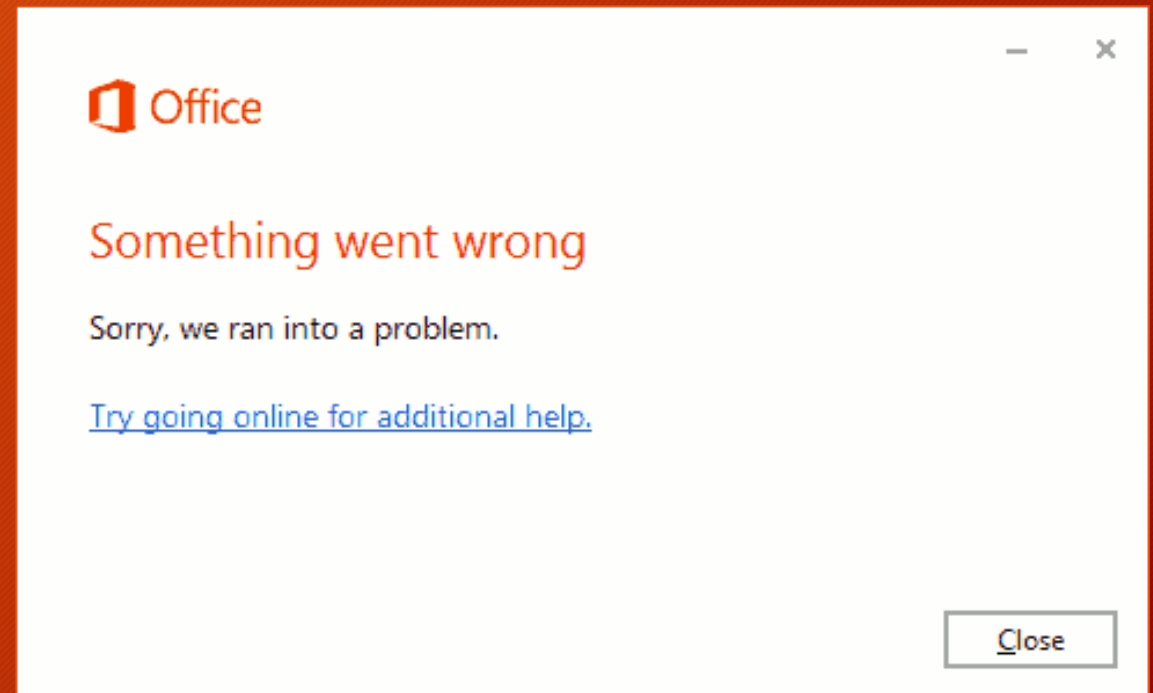 Office
Something went wrong
Sorry, we ran into a problem.
Try going online for additional help.
Close